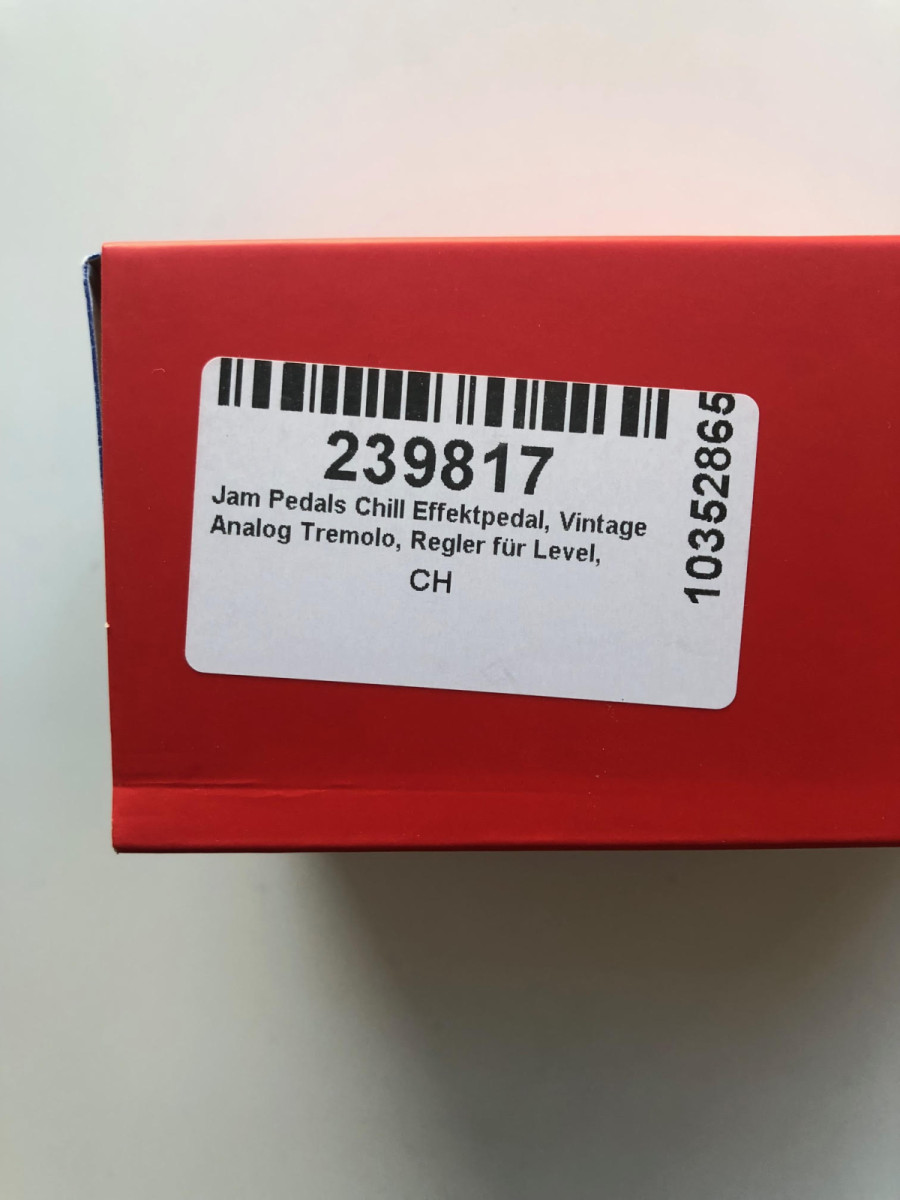 239817
Jam Pedals Chill Effektpedal, Vintage
Analog Tremolo, Regler für Level,
CH
10352865